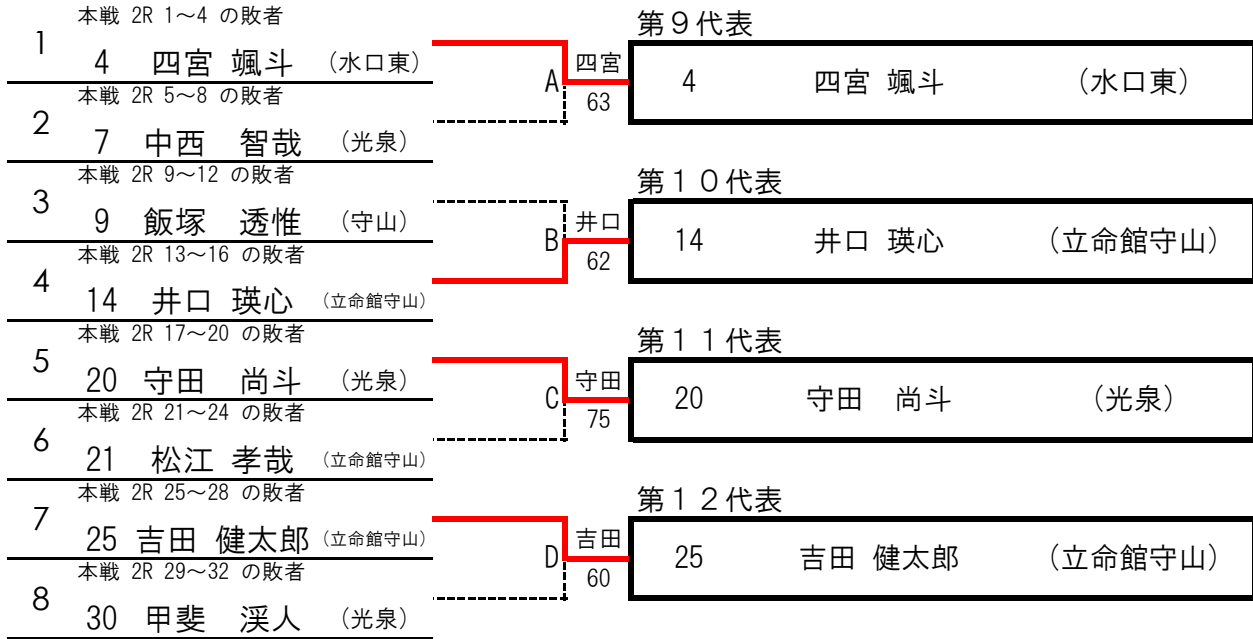 本戦 2R 1～4 の敗者
1
4 四宮 颯斗 （水口東）
本戦 2R 5～8 の敗者
2
7 中西 智哉 （光泉）
本戦 2R 9～12 の敗者
3
9 飯塚 透惟 （守山）
本戦 2R 13～16 の敗者
4
14 井口 瑛心 （立命館守山）
本戦 2R 17～20 の敗者
5
20 守田 尚斗 （光泉）
本戦 2R 21～24 の敗者
6
21 松江 孝哉 （立命館守山）
本戦 2R 25～28 の敗者
7
25 吉田 健太郎 （立命館守山）
本戦 2R 29～32 の敗者
8
30 甲斐 渓人 （光泉）
A 四宮
63
B 井口
62
C 守田
75
D 吉田
60
第９代表
4 四宮 颯斗 （水口東）
第１０代表
14 井口 瑛心 （立命館守山）
第１１代表
20 守田 尚斗 （光泉）
第１２代表
25 吉田 健太郎 （立命館守山）